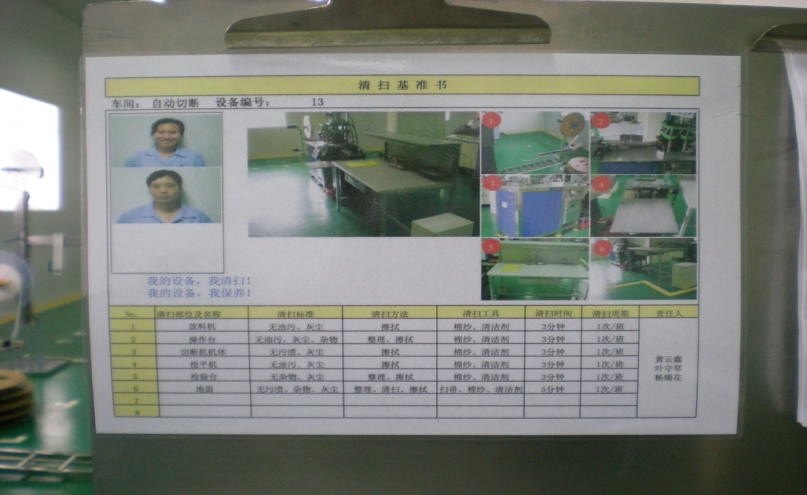 清扫基准书
车间: 自动切断 设备编号: 13
1 2
3 4
5 6
我的设备，我清扫!
我的设备，我保养!
No. 清扫部位及名称 清扫标准 清扫方法 清扫工具 清扫时间 清扫周期 责任人
1 放料机 无油污、灰尘 擦拭 棉纱、清洁剂 3分钟 1次/班
2 操作台 无油污、灰尘、杂物 整理、擦拭 棉纱、清洁剂 3分钟 1次/班
3 切断机机体 无污渍、灰尘 擦拭 棉纱、清洁剂 3分钟 1次/班
4 检平机 无油污、灰尘 擦拭 棉纱、清洁剂 3分钟 1次/班
5 检验台 无杂物、灰尘 整理、擦拭 棉纱、清洁剂 3分钟 1次/班
6 地面 无污渍、杂物、灰尘 整理、清扫、擦拭 扫帚、棉纱、清洁剂 5分钟 1次/班
7
8
黄云鑫
叶守琴
杨锡花